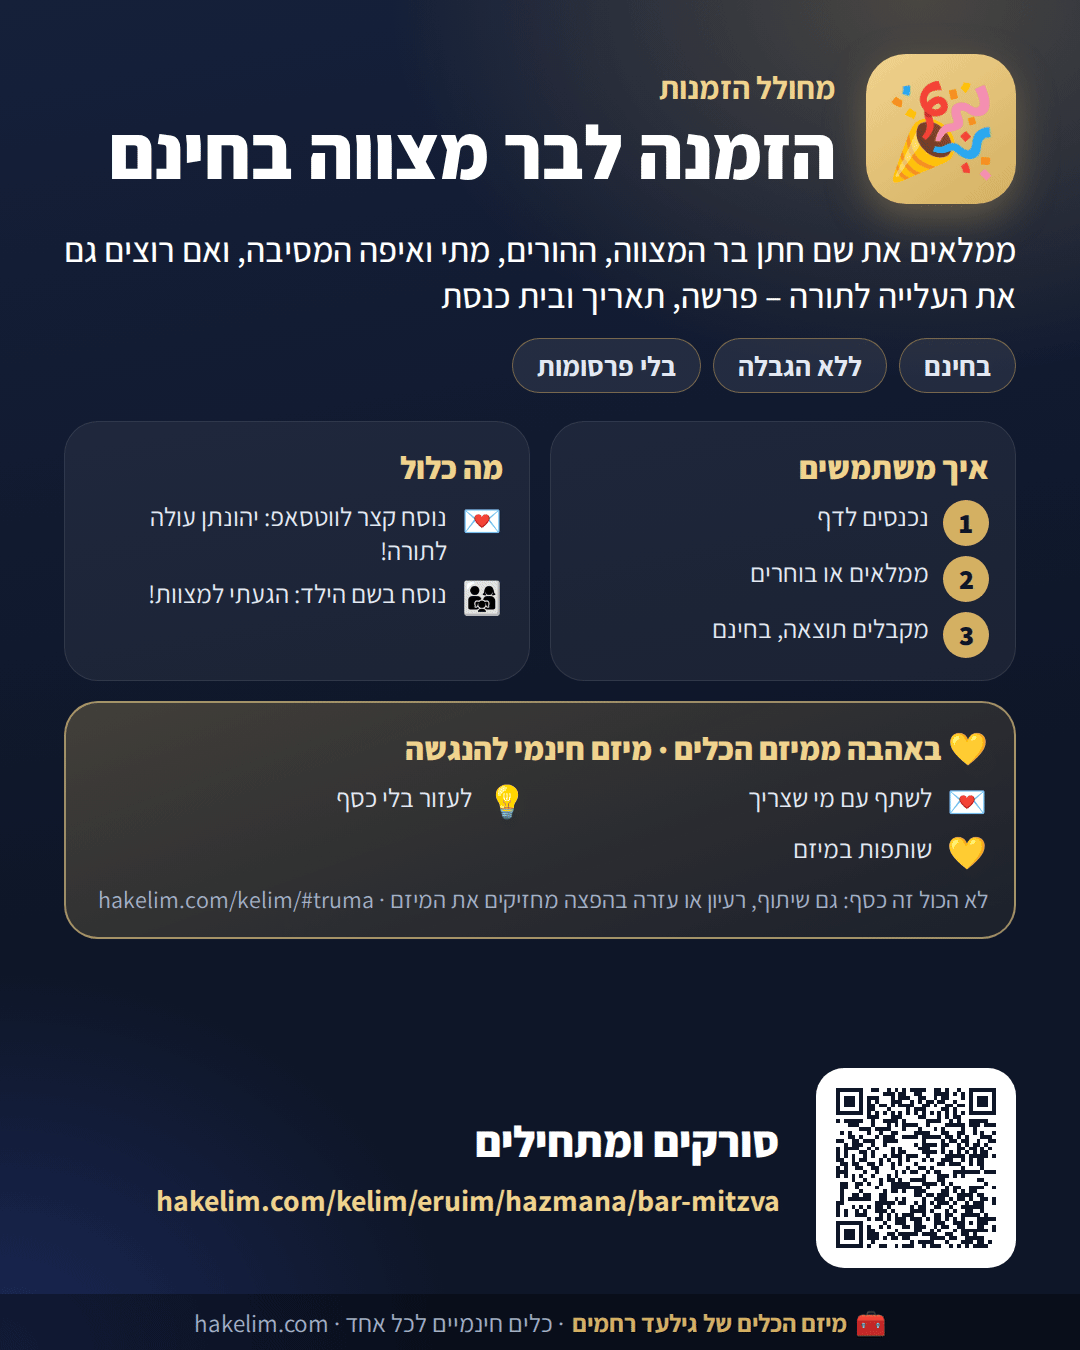 מחולל הזמנות
הזמנה לבר מצווה בחינם
ממלאים את שם חתן בר המצווה, ההורים, מתי ואיפה המסיבה, ואם רוצים גם
את העלייה לתורה – פרשה, תאריך ובית כנסת
בחינם
ללא הגבלה
בלי פרסומות
איך משתמשים
1 נכנסים לדף
2 ממלאים או בוחרים
3 מקבלים תוצאה, בחינם
מה כלול
נוסח קצר לווטסאפ: יהונתן עולה
לתורה!
נוסח בשם הילד: הגעתי למצוות!
באהבה ממיזם הכלים · מיזם חינמי להנגשה
לשתף עם מי שצריך
לעזור בלי כסף
שותפות במיזם
לא הכול זה כסף: גם שיתוף, רעיון או עזרה בהפצה מחזיקים את המיזם · hakelim.com/kelim/#truma
סורקים ומתחילים
hakelim.com/kelim/eruim/hazmana/bar-mitzva
מיזם הכלים של גילעד רחמים · כלים חינמיים לכל אחד · hakelim.com